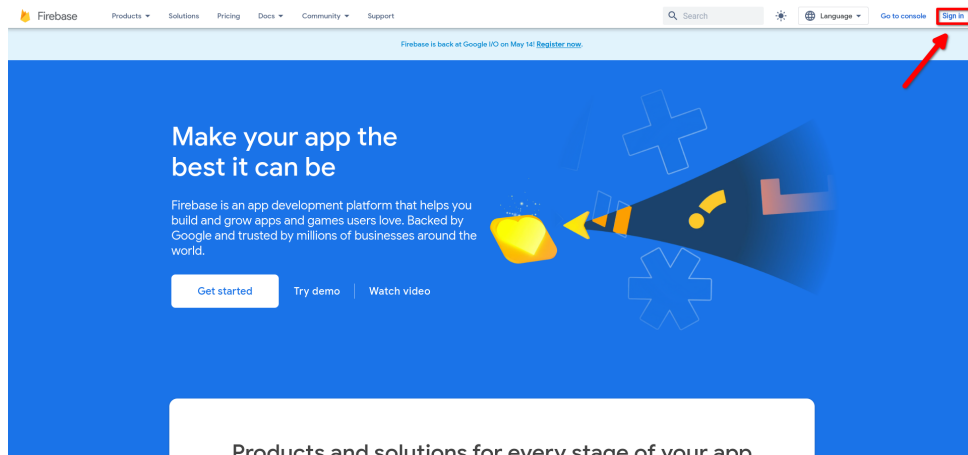 Firebase
Products
Solutions
Pricing
Docs
Community
Support
Search
Language
Go to console
Sign in
Firebase is back at Google I/O on May 14! Register now.
Make your app the
best it can be
Firebase is an app development platform that helps you
build and grow apps and games users love. Backed by
Google and trusted by millions of businesses around the
world.
Get started
Try demo
Watch video
Products and solutions for every stage of your app